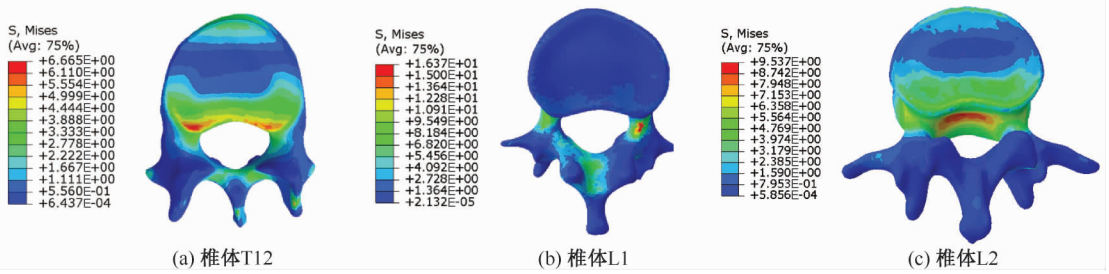 S, Mises
(Avg: 75%)
+6.665E+00
+6.110E+00
+5.554E+00
+4.999E+00
+4.444E+00
+3.888E+00
+3.333E+00
+2.778E+00
+2.222E+00
+1.667E+00
+1.111E+00
+5.560E-01
+6.437E-04
(a) 椎体T12
S, Mises
(Avg: 75%)
+1.637E+01
+1.500E+01
+1.364E+01
+1.228E+01
+1.091E+01
+9.549E+00
+8.184E+00
+6.820E+00
+5.456E+00
+4.092E+00
+2.728E+00
+1.364E+00
+2.132E-05
(b) 椎体L1
S, Mises
(Avg: 75%)
+9.537E+00
+8.742E+00
+7.948E+00
+7.153E+00
+6.358E+00
+5.564E+00
+4.769E+00
+3.974E+00
+3.179E+00
+2.385E+00
+1.590E+00
+7.953E-01
+5.856E-04
(c) 椎体L2